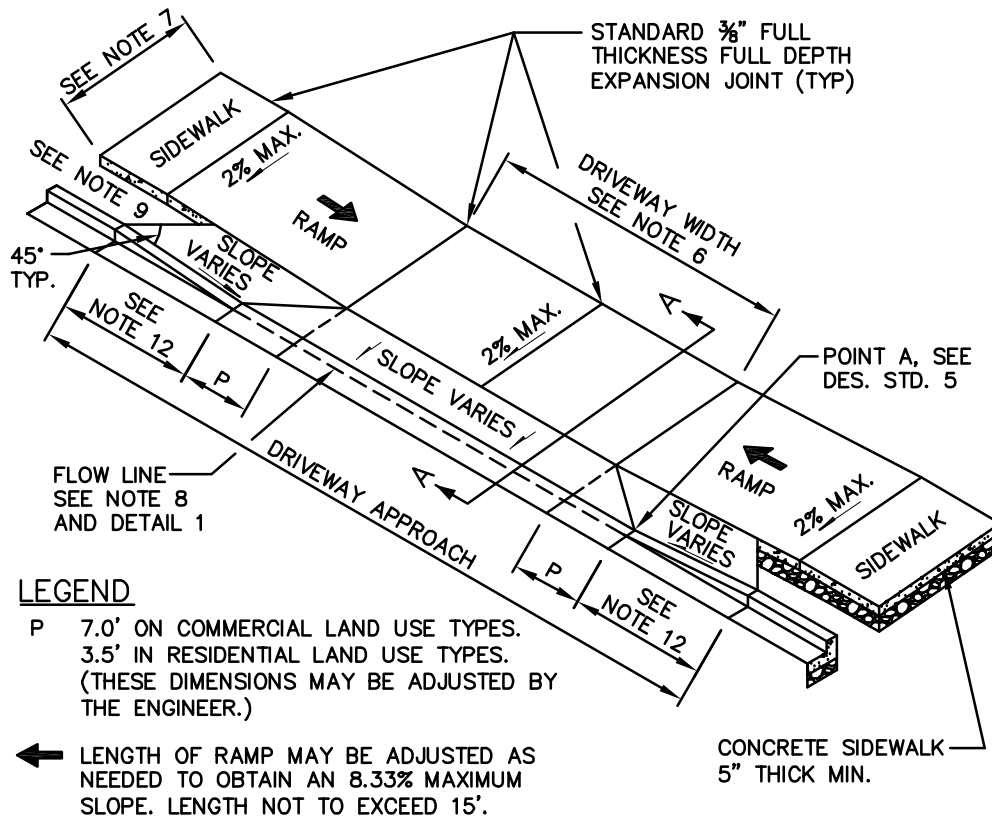 SEE NOTE 7
STANDARD ⅜" FULL
THICKNESS FULL DEPTH
EXPANSION JOINT (TYP)
SIDEWALK
2% MAX.
RAMP
SEE NOTE 9
45°
TYP.
SLOPE
VARIES
DRIVEWAY WIDTH
SEE NOTE 6
A
2% MAX.
SLOPE VARIES
SEE
NOTE 12
P
POINT A, SEE
DES. STD. 5
FLOW LINE
SEE NOTE 8
AND DETAIL 1
DRIVEWAY APPROACH
A
RAMP
2% MAX.
SIDEWALK
SLOPE
VARIES
P
SEE
NOTE 12
CONCRETE SIDEWALK
5" THICK MIN.
LEGEND
P 7.0' ON COMMERCIAL LAND USE TYPES.
3.5' IN RESIDENTIAL LAND USE TYPES.
(THESE DIMENSIONS MAY BE ADJUSTED BY
THE ENGINEER.)
LENGTH OF RAMP MAY BE ADJUSTED AS
NEEDED TO OBTAIN AN 8.33% MAXIMUM
SLOPE. LENGTH NOT TO EXCEED 15'.